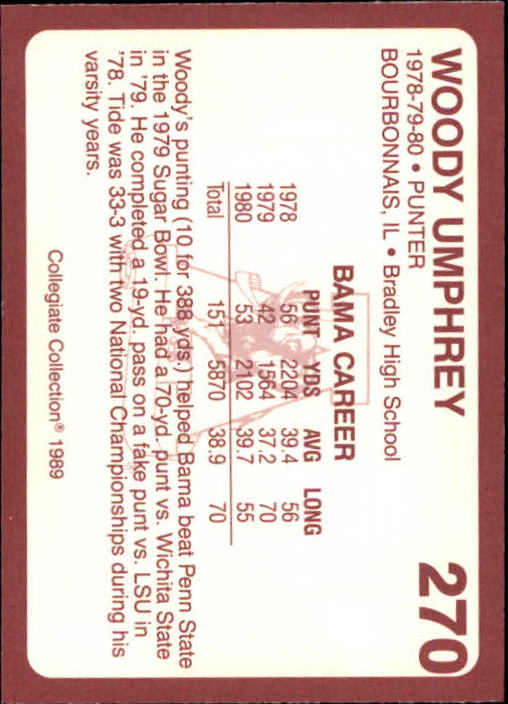 WOODY UMPHREY 270
1978-79-80 • PUNTER
BOURBONNAIS, IL • Bradley High School
BAMA CAREER
PUNT YDS AVG LONG
1978 56 2204 39.4 56
1979 42 1564 37.2 70
1980 53 2102 39.7 55
Total 151 5870 38.9 70
Woody's punting (10 for 388 yds.) helped Bama beat Penn State
in the 1979 Sugar Bowl. He had a 70-yd. punt vs. Wichita State
in '79. He completed a 19-yd. pass on a fake punt vs. LSU in
'78. Tide was 33-3 with two National Championships during his
varsity years.
Collegiate Collection® 1989